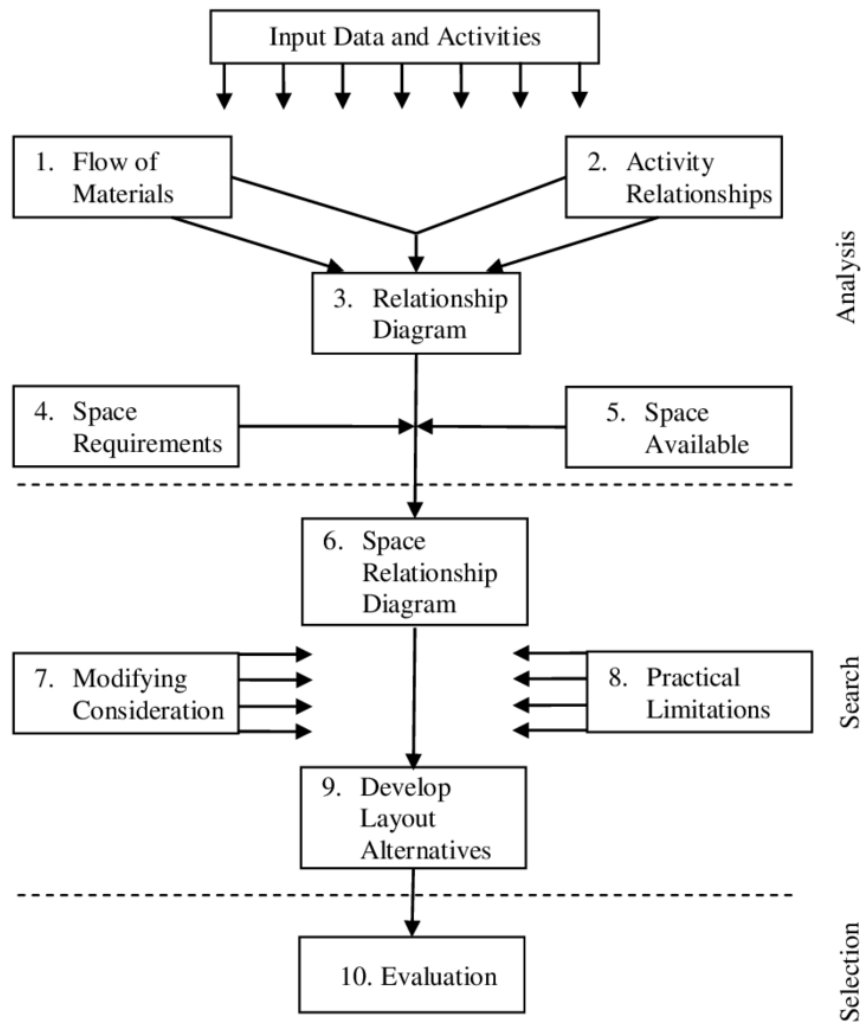 Input Data and Activities
1. Flow of
Materials
2. Activity
Relationships
3. Relationship
Diagram
Analysis
4. Space
Requirements
5. Space
Available
6. Space
Relationship
Diagram
7. Modifying
Consideration
8. Practical
Limitations
Search
9. Develop
Layout
Alternatives
10. Evaluation
Selection